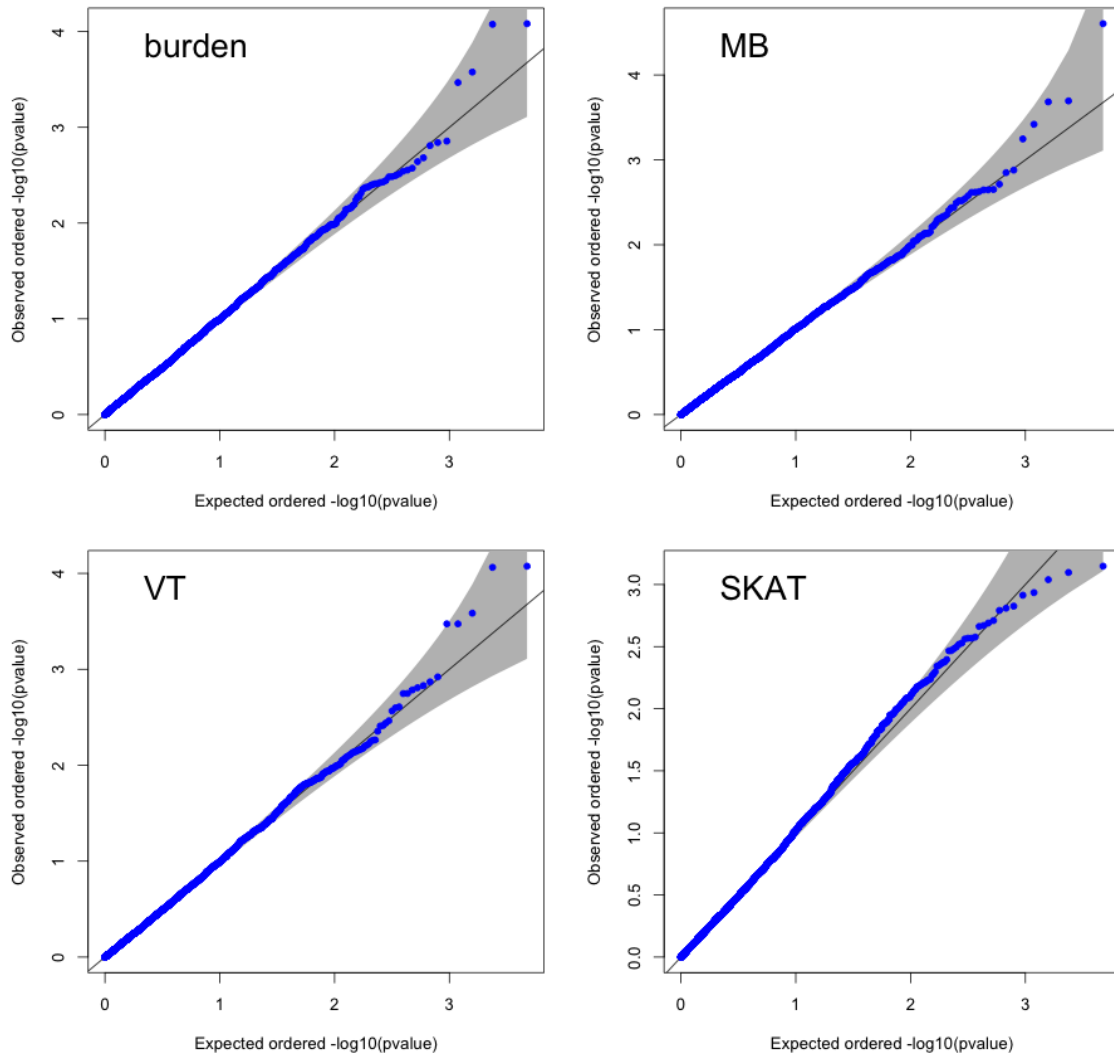 burden
Observed ordered -log10(pvalue)
4
3
2
1
0
0 1 2 3
Expected ordered -log10(pvalue)
MB
Observed ordered -log10(pvalue)
4
3
2
1
0
0 1 2 3
Expected ordered -log10(pvalue)
VT
Observed ordered -log10(pvalue)
4
3
2
1
0
0 1 2 3
Expected ordered -log10(pvalue)
SKAT
Observed ordered -log10(pvalue)
3.0
2.5
2.0
1.5
1.0
0.5
0.0
0 1 2 3
Expected ordered -log10(pvalue)